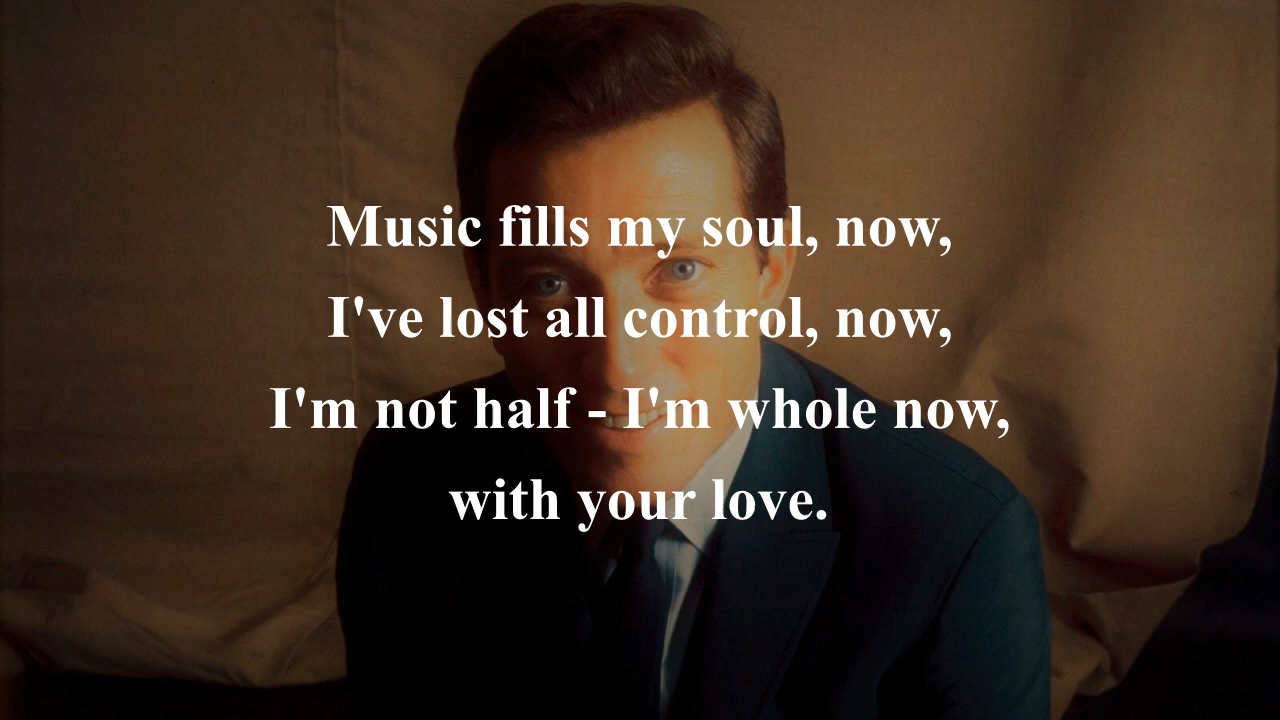 Music fills my soul, now,
I've lost all control, now,
I'm not half - I'm whole now,
with your love.